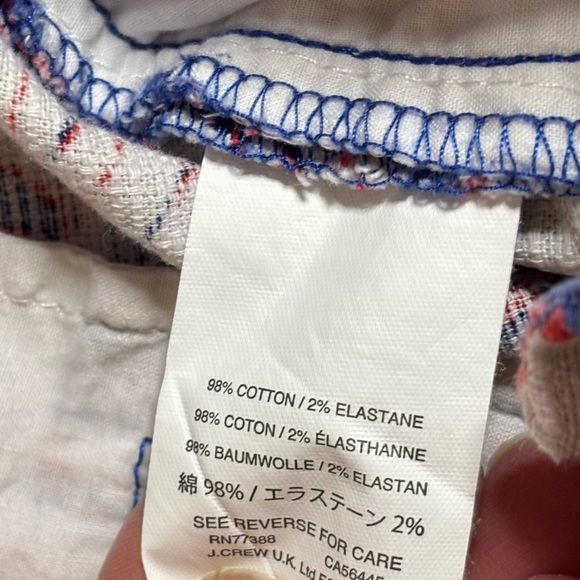 98% COTTON / 2% ELASTANE
98% COTON / 2% ÉLASTHANNE
98% BAUMWOLLE / 2% ELASTAN
綿 98% / エラステーン 2%
SEE REVERSE FOR CARE
RN77388 CA56445
J.CREW U.K. Ltd